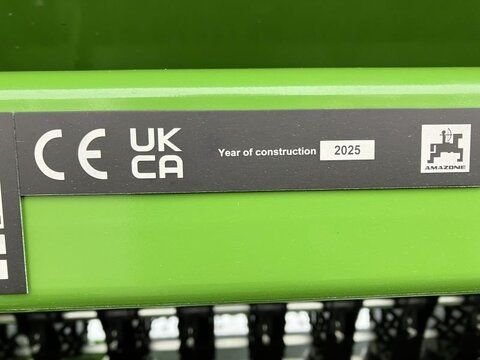 CE
UK
CA
Year of construction 2025
AMAZONE